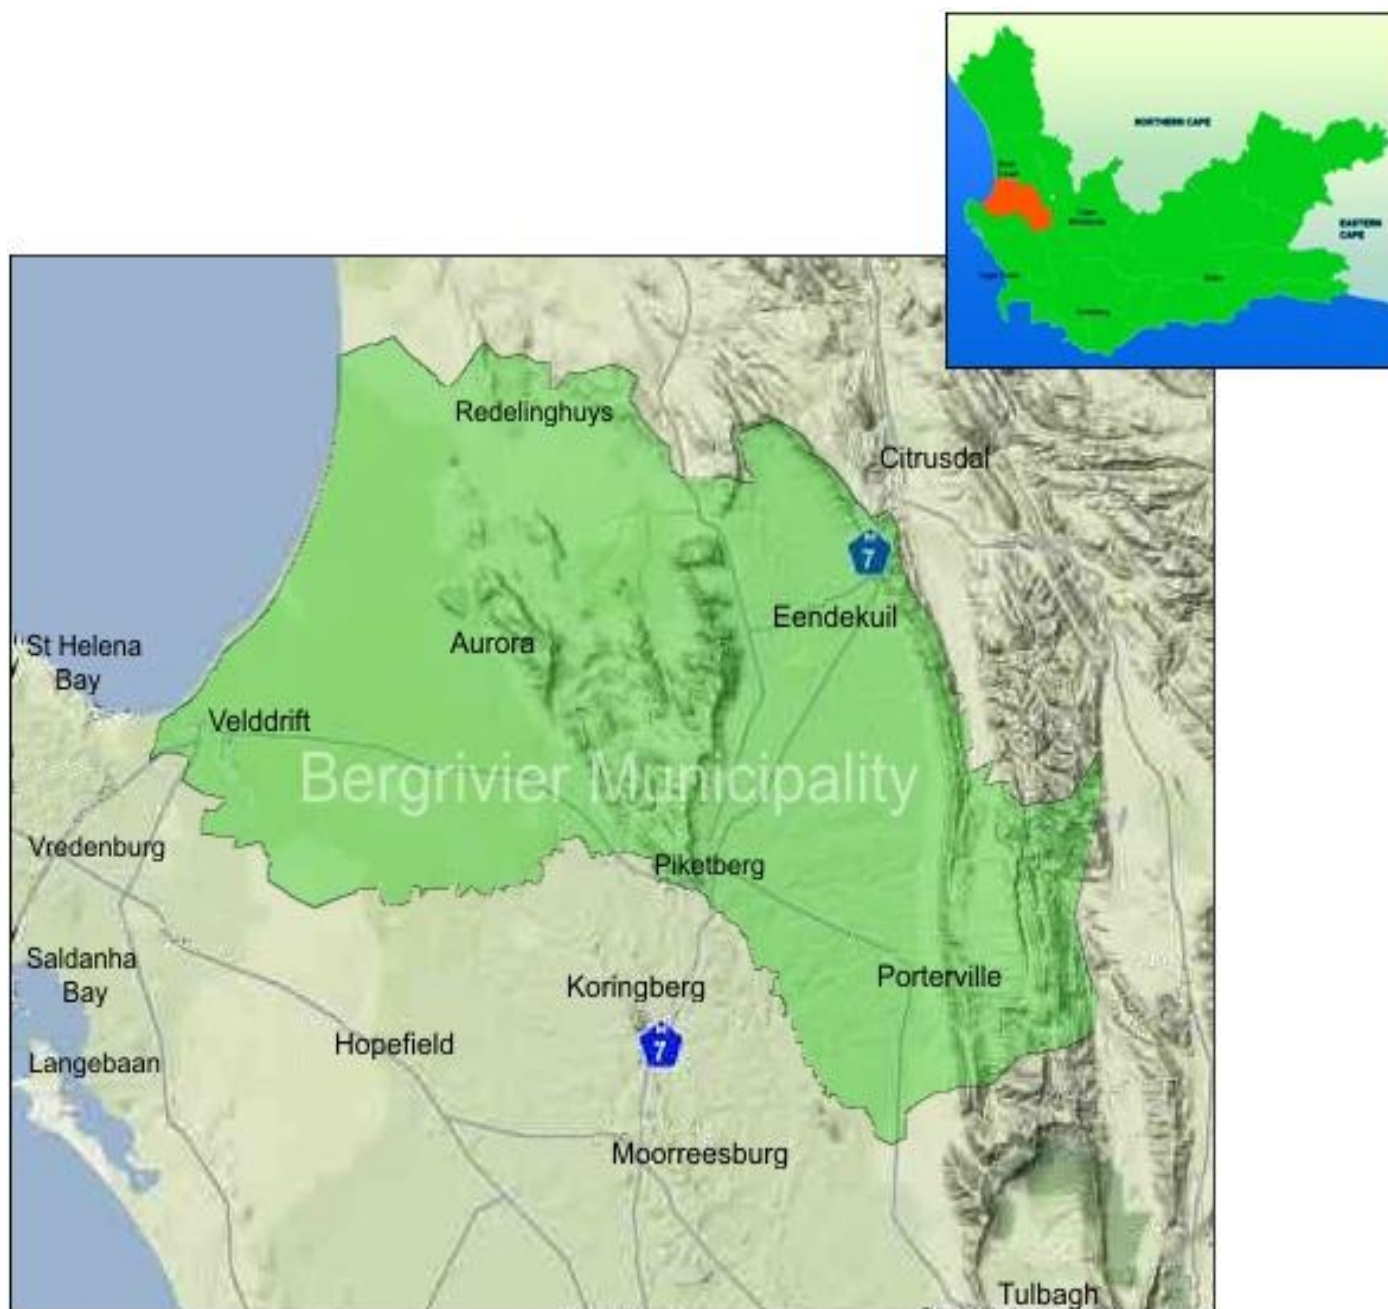 NORTHERN CAPE
EASTERN
CAPE
Redelinghuys
Citrusdal
7
Eendekuil
St Helena
Bay
Aurora
Velddrift
Bergrivier Municipality
Vredenburg
Piketberg
Saldanha
Bay
Porterville
Koringberg
Hopefield
7
Langebaan
Moorreesburg
Tulbagh